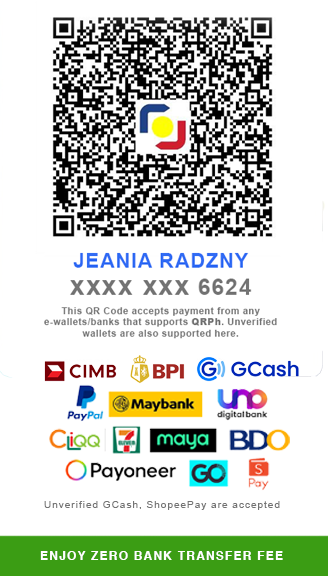 JEANIA RADZNY
XXXX XXX 6624
This QR Code accepts payment from any
e-wallets/banks that supports QRPh. Unverified
wallets are also supported here.
CIMB BPI GCash
PayPal Maybank uno
digital bank
CLiQQ 7 ELEVEn maya BDO
Payoneer GO S Pay
Unverified GCash, ShopeePay are accepted
ENJOY ZERO BANK TRANSFER FEE